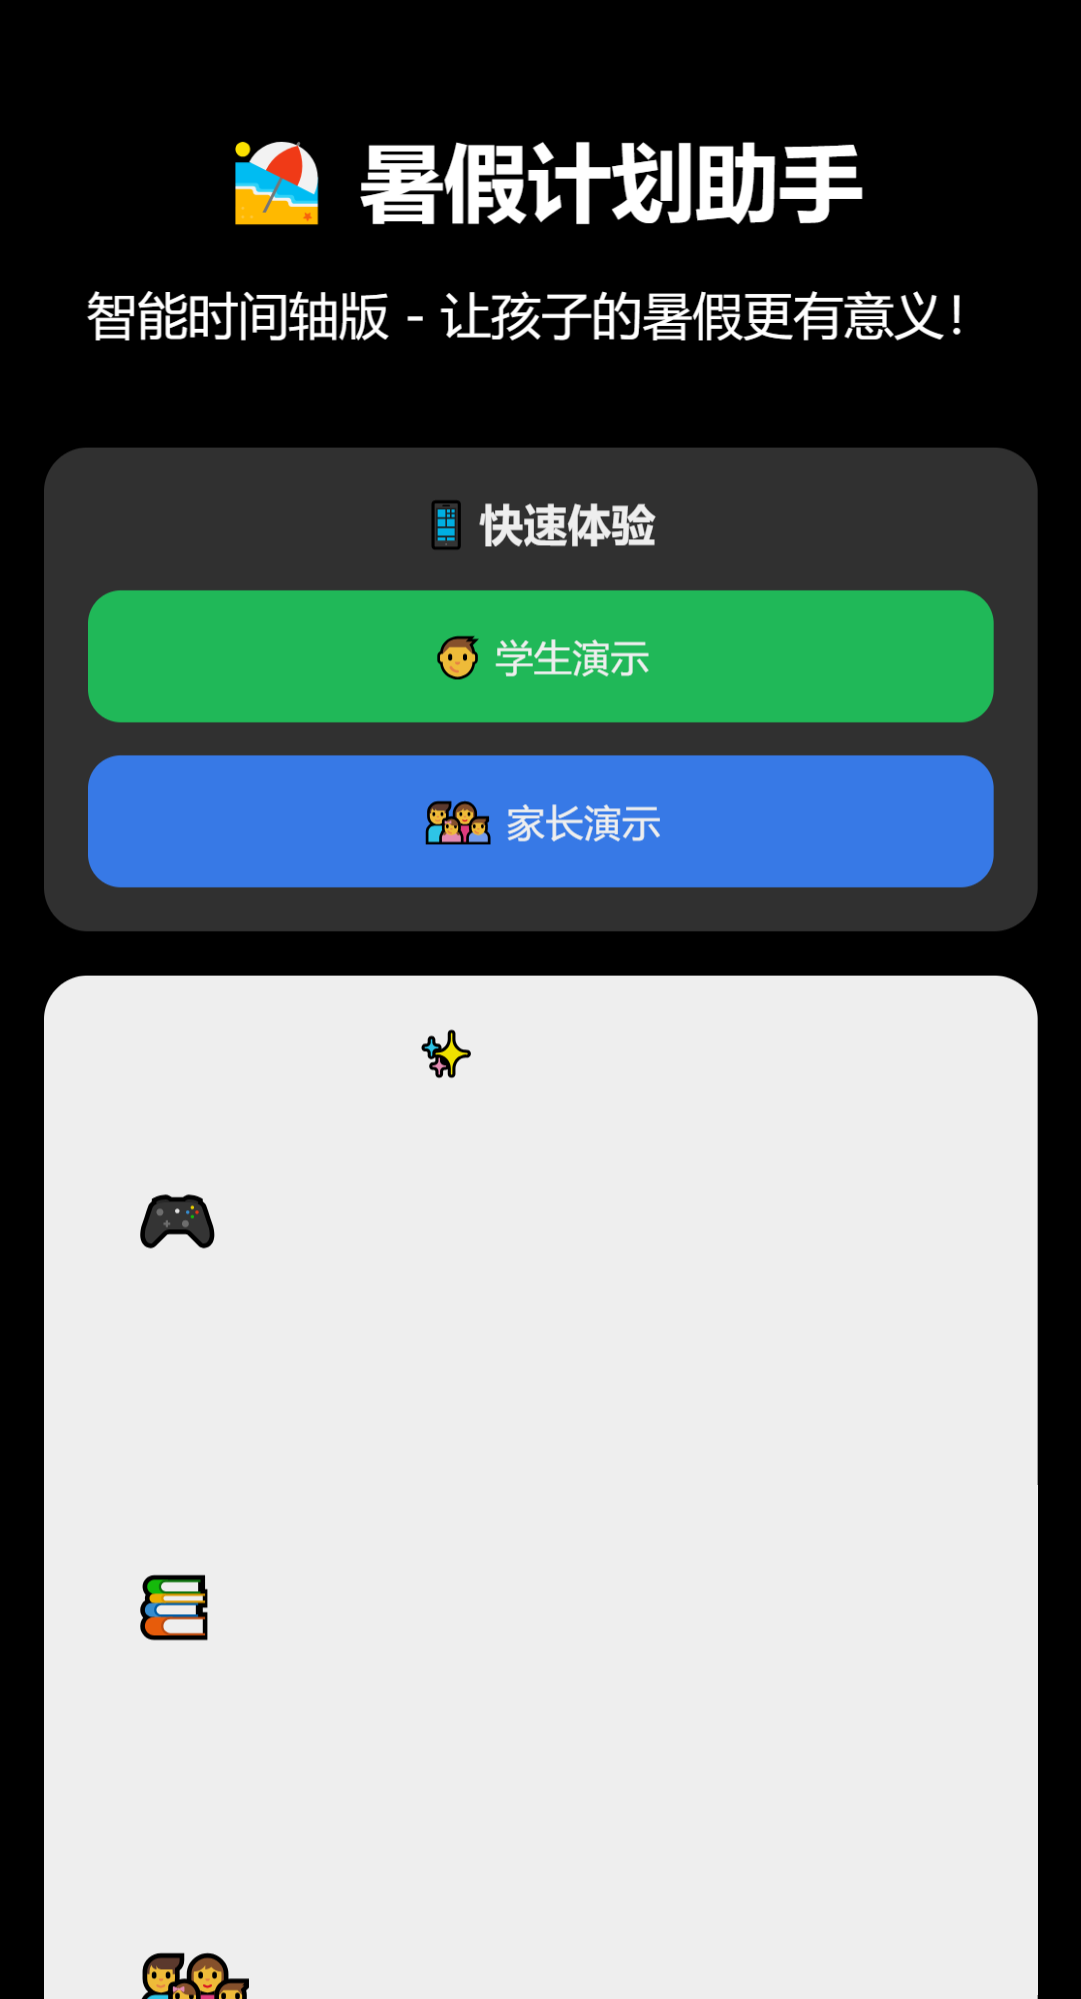 暑假计划助手
智能时间轴版 - 让孩子的暑假更有意义！
快速体验
学生演示
家长演示